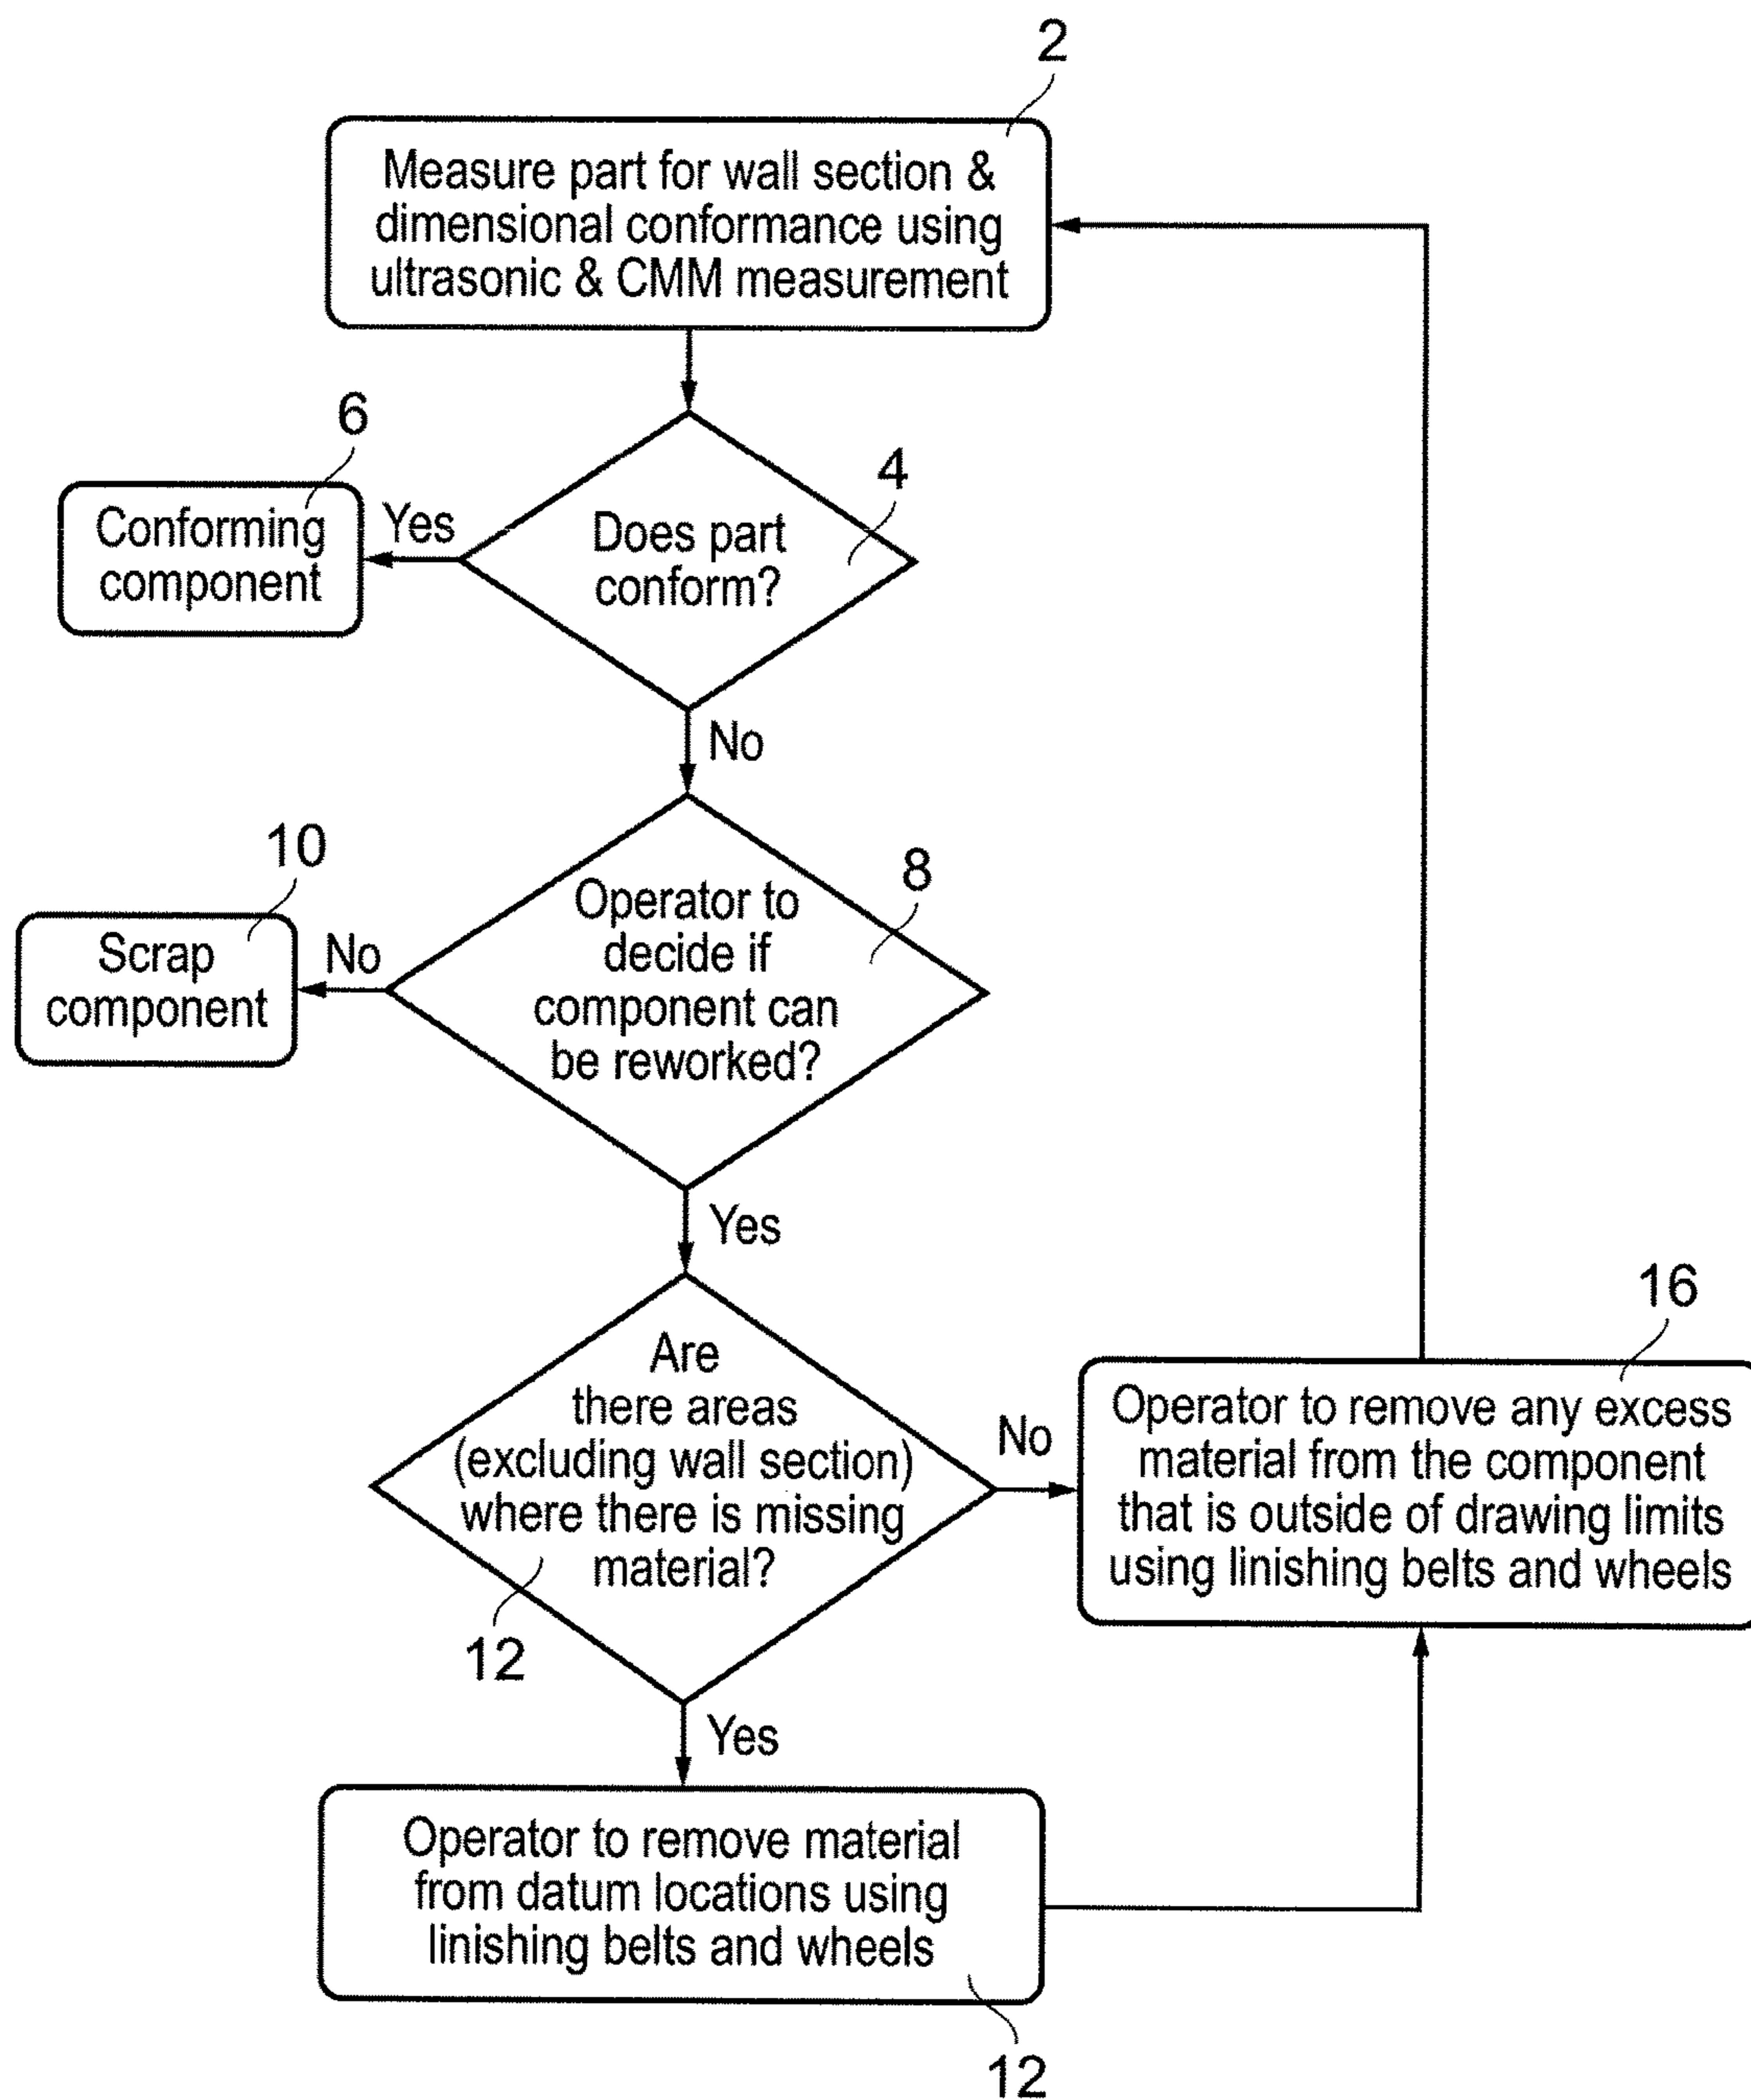 2
Measure part for wall section &
dimensional conformance using
ultrasonic & CMM measurement
6
Conforming
component
Yes
4
Does part
conform?
No
10
Scrap
component
No
8
Operator to
decide if
component can
be reworked?
Yes
Are
there areas
(excluding wall section)
where there is missing
material?
12
No
16
Operator to remove any excess
material from the component
that is outside of drawing limits
using linishing belts and wheels
Yes
Operator to remove material
from datum locations using
linishing belts and wheels
12